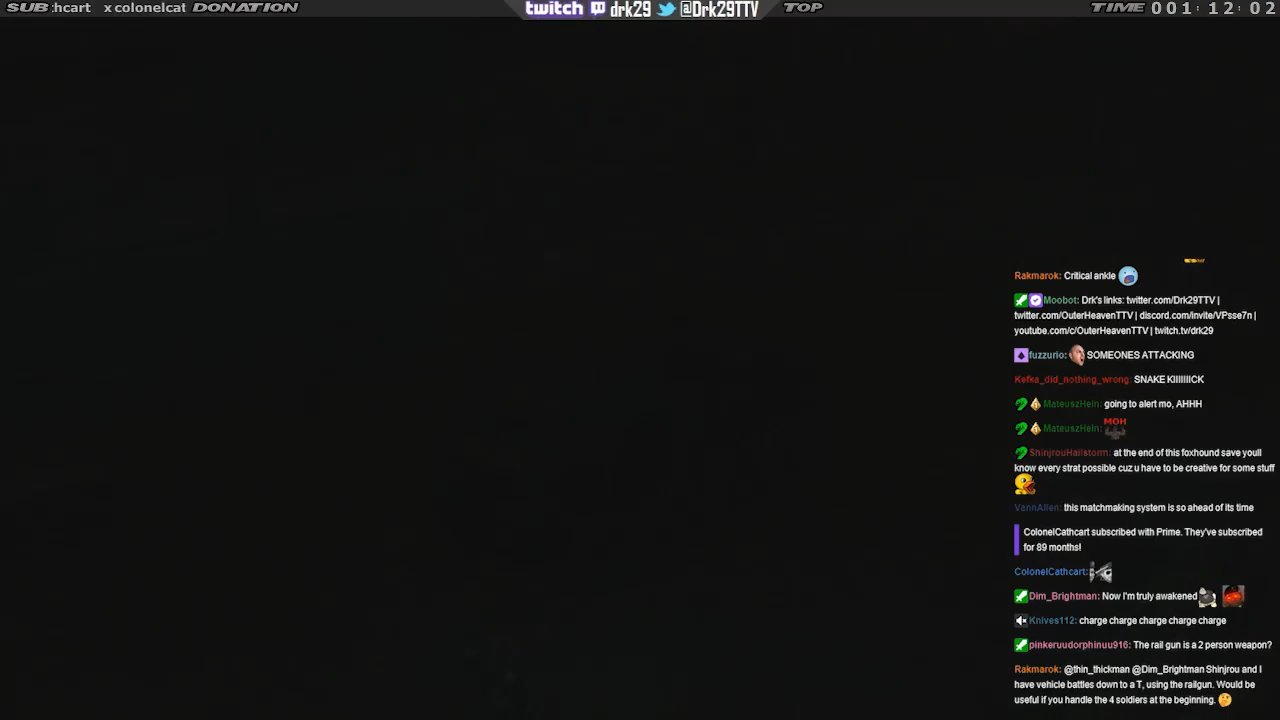 SUB :hcart x colonelcat DONATION twitch drk29 @Drk29TTV TOP TIME 001:12:02
Rakmarok: Critical ankle
Moobot: Drk's links: twitter.com/Drk29TTV |
twitter.com/OuterHeavenTTV | discord.com/invite/VPsse7n |
youtube.com/c/OuterHeavenTTV | twitch.tv/drk29
fuzzurio: SOMEONES ATTACKING
Kefka_did_nothing_wrong: SNAKE KIIIIIIICK
MateuszHein: going to alert mo, AHHH
MateuszHein: MOH
ShinjrouHailstorm: at the end of this foxhound save youll
know every strat possible cuz u have to be creative for some stuff
VannAllen: this matchmaking system is so ahead of its time
ColonelCathcart subscribed with Prime. They've subscribed
for 89 months!
ColonelCathcart:
Dim_Brightman: Now I'm truly awakened
Knives112: charge charge charge charge charge
pinkeruudorphinuu916: The rail gun is a 2 person weapon?
Rakmarok: @thin_thickman @Dim_Brightman Shinjrou and I
have vehicle battles down to a T, using the railgun. Would be
useful if you handle the 4 soldiers at the beginning.